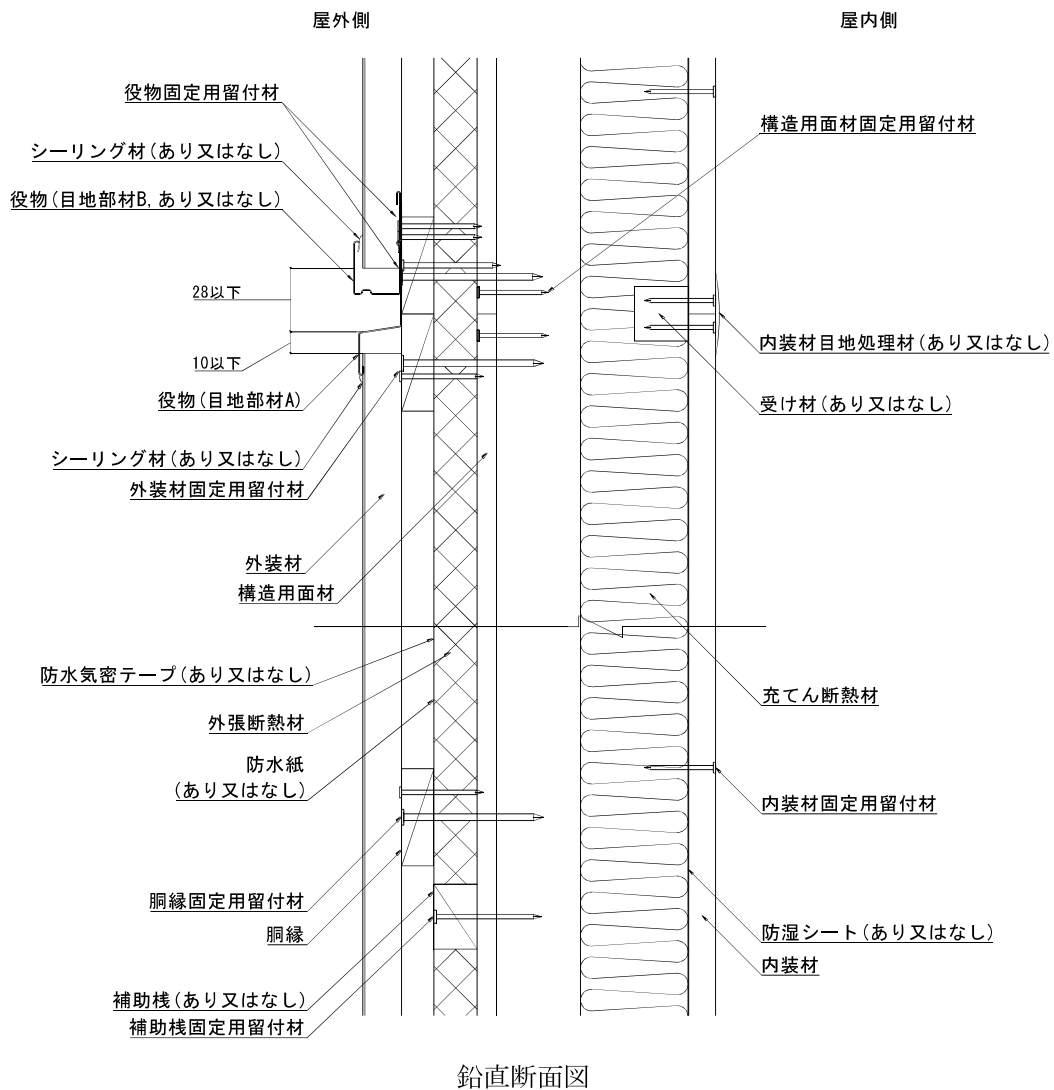 屋外側
屋内側
役物固定用留付材
シーリング材(あり又はなし)
役物(目地部材B,あり又はなし)
28以下
10以下
役物(目地部材A)
シーリング材(あり又はなし)
外装材固定用留付材
外装材
構造用面材
防水気密テープ(あり又はなし)
外張断熱材
防水紙
(あり又はなし)
胴縁固定用留付材
胴縁
補助桟(あり又はなし)
補助桟固定用留付材
構造用面材固定用留付材
内装材目地処理材(あり又はなし)
受け材(あり又はなし)
充てん断熱材
内装材固定用留付材
防湿シート(あり又はなし)
内装材
鉛直断面図